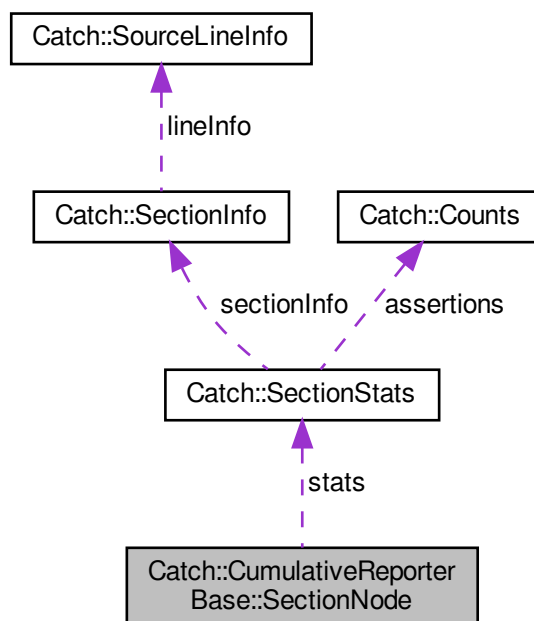 Catch::SourceLineInfo
lineInfo
Catch::SectionInfo
Catch::Counts
sectionInfo
assertions
Catch::SectionStats
stats
Catch::CumulativeReporter
Base::SectionNode